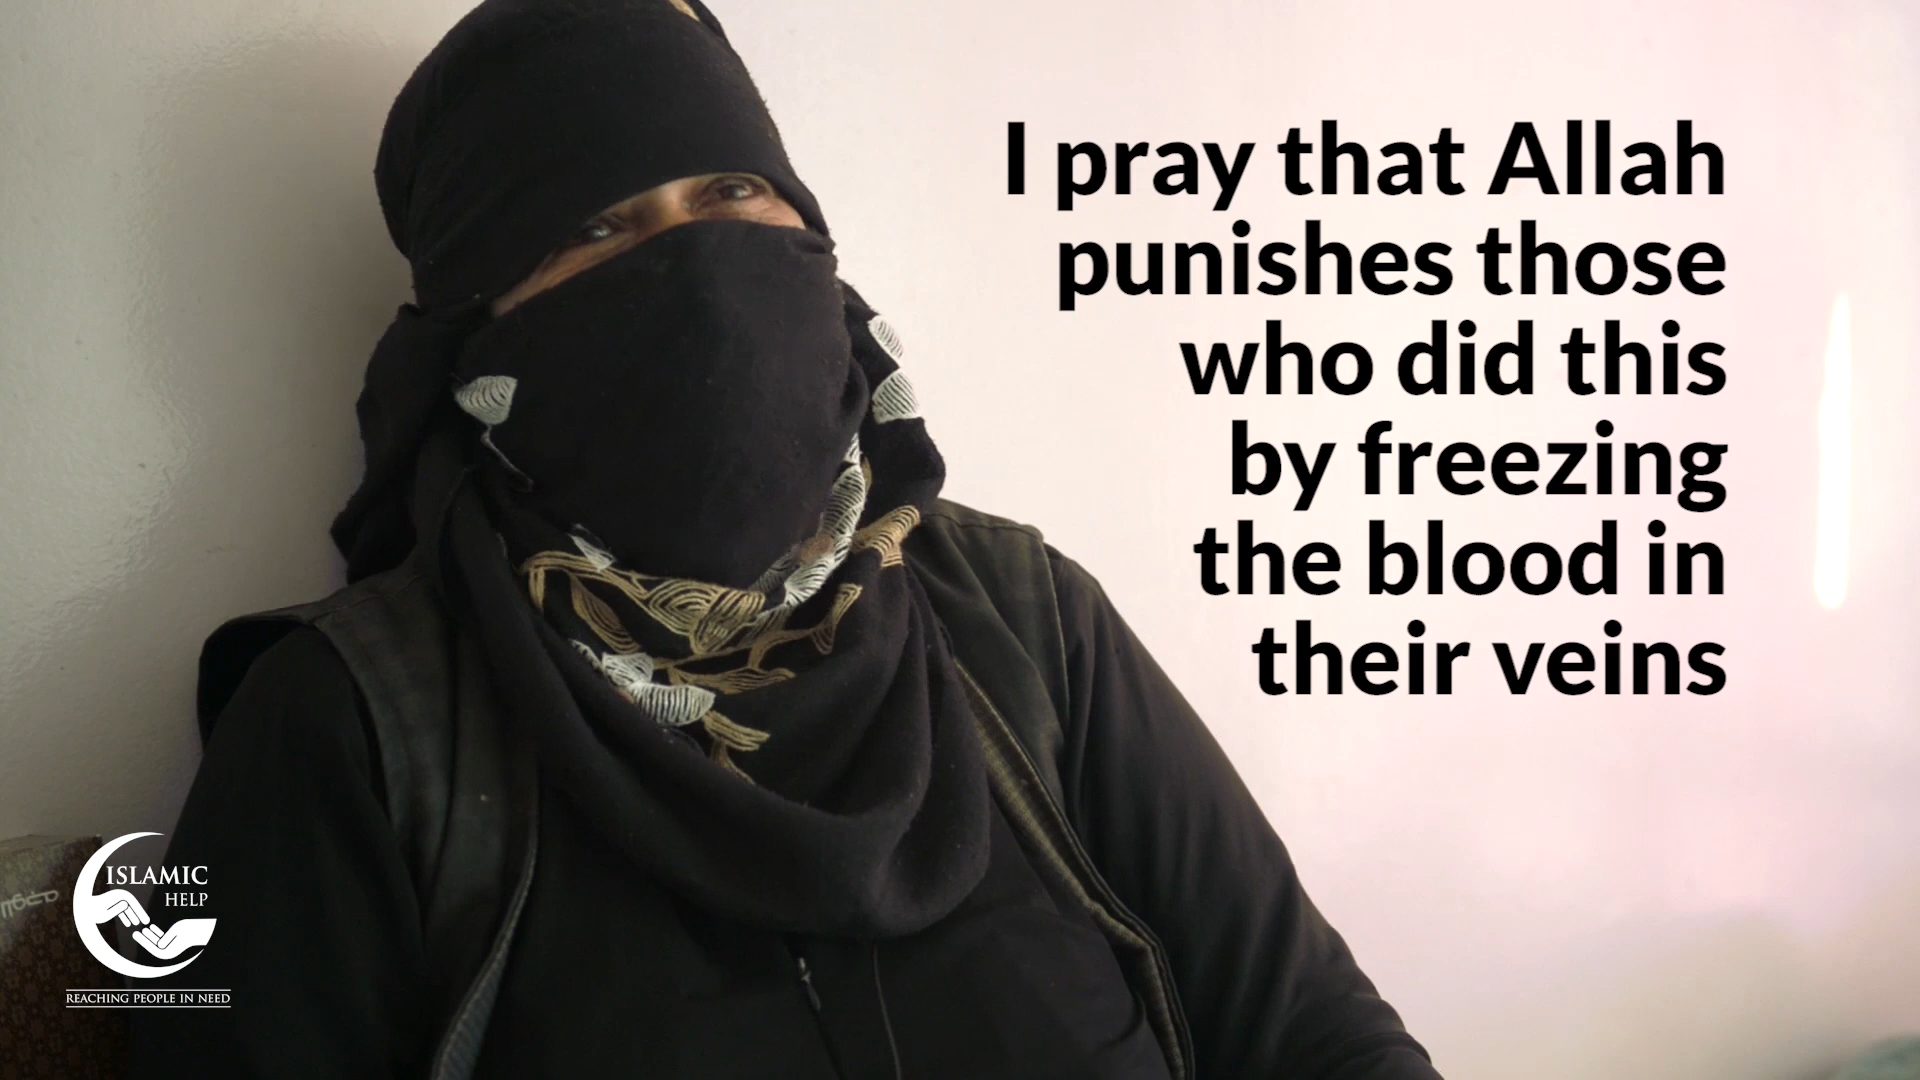 I pray that Allah
punishes those
who did this
by freezing
the blood in
their veins
ISLAMIC
HELP
REACHING PEOPLE IN NEED